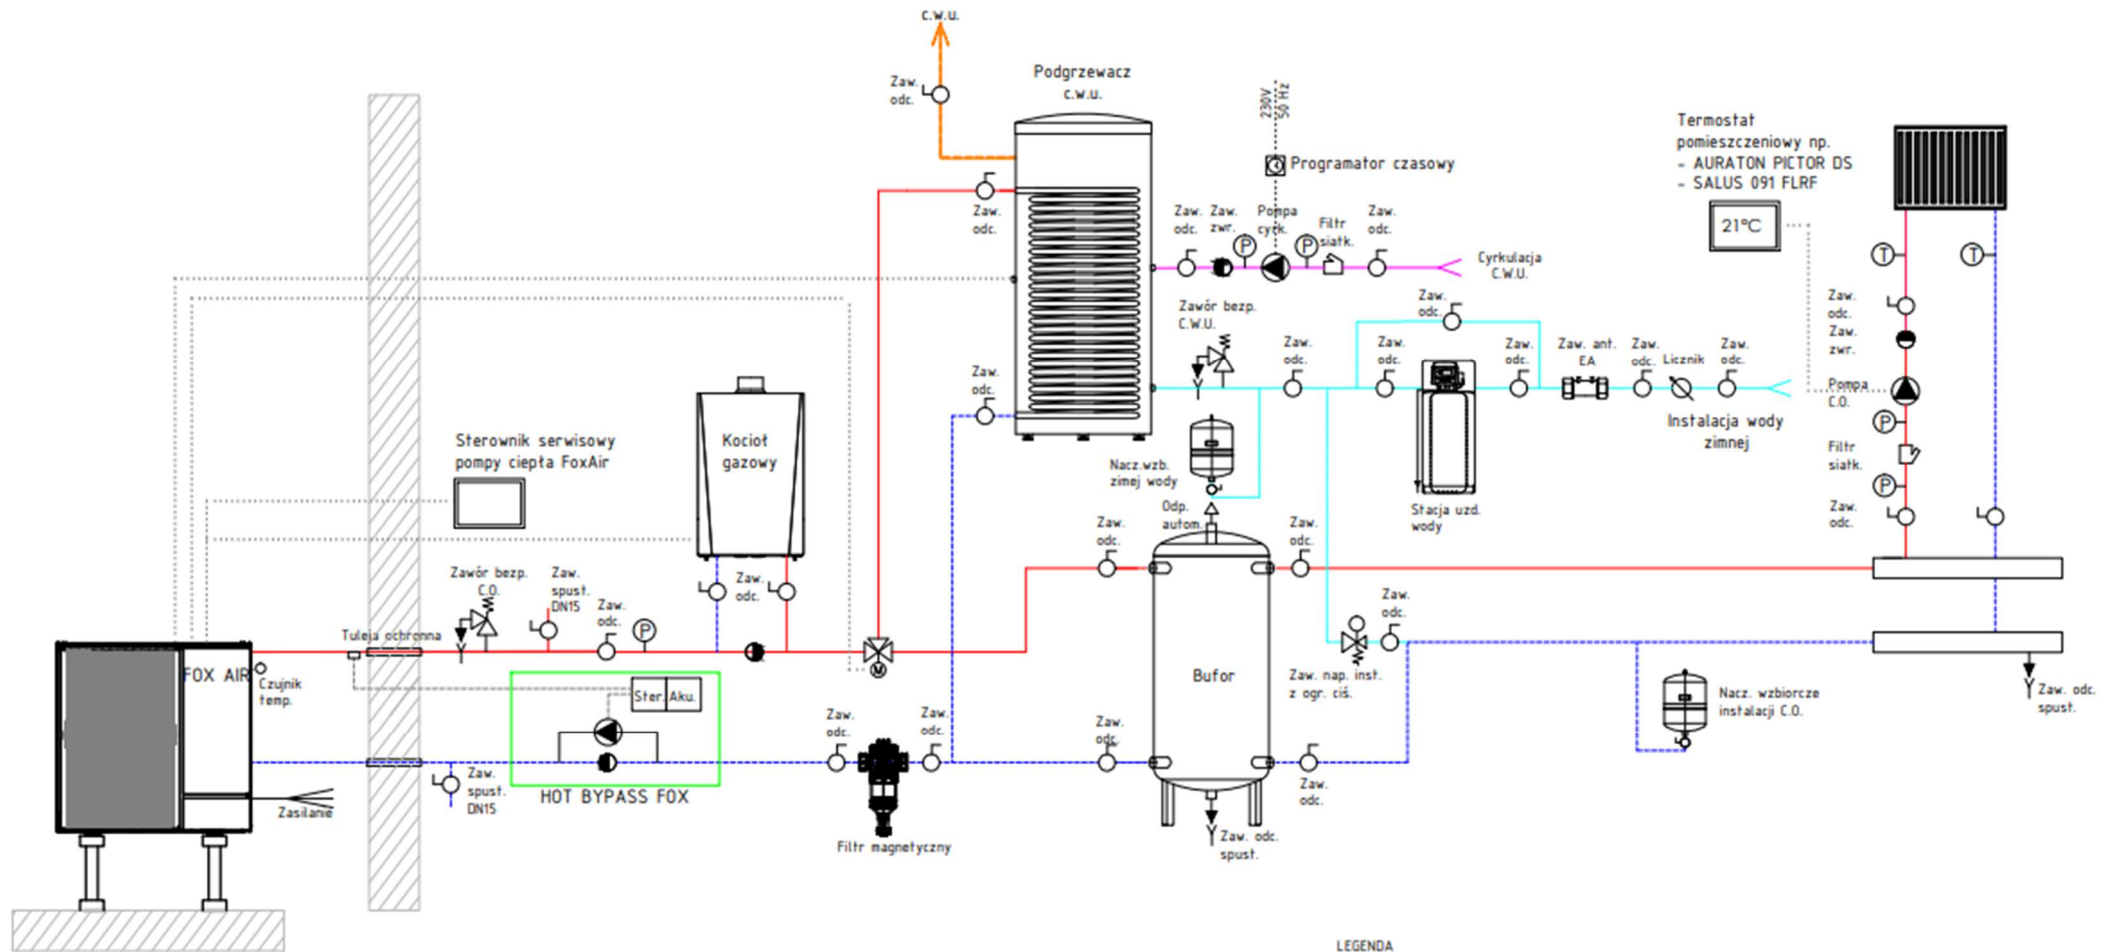 c.w.u.
Zaw.
odc.
Podgrzewacz
c.w.u.
230V
50 Hz
Programator czasowy
Termostat
pomieszczeniowy np.
- AURATON PICTOR DS
- SALUS 091 FLRF
21°C
Zaw.
odc.
Zaw.
odc.
Zaw.
zwr.
P
Pompa
cyrk.
P
Filtr
siatk.
Zaw.
odc.
Cyrkulacja
C.W.U.
T
T
Zawór bezp.
C.W.U.
Zaw.
odc.
Zaw.
odc.
Zaw.
odc.
Zaw.
odc.
Zaw. ant.
EA
Zaw.
odc.
Licznik
Zaw.
odc.
Instalacja wody
zimnej
Zaw.
odc.
Zaw.
zwr.
Pompa
C.O.
P
Filtr
siatk.
P
Zaw.
odc.
Zaw.
odc.
Sterownik serwisowy
pompy ciepła FoxAir
Kocioł
gazowy
Nacz.wzb.
zimej wody
Odp.
autom.
Stacja uzd.
wody
Zaw.
odc.
Zaw.
odc.
Zawór bezp.
C.O.
Zaw.
spust.
DN15
Zaw.
odc.
P
Zaw.
odc.
Zaw.
odc.
Tuleja ochronna
FOX AIR
Czujnik
temp.
M
Ster.
Aku.
Bufor
Zaw. nap. inst.
z ogr. ciś.
Nacz. wzbiorcze
instalacji C.O.
Zaw. odc.
spust.
Zaw.
odc.
Zaw.
odc.
Zaw.
odc.
Zaw.
odc.
Zasilanie
Zaw.
spust.
DN15
HOT BYPASS FOX
Filtr magnetyczny
Zaw. odc.
spust.
LEGENDA